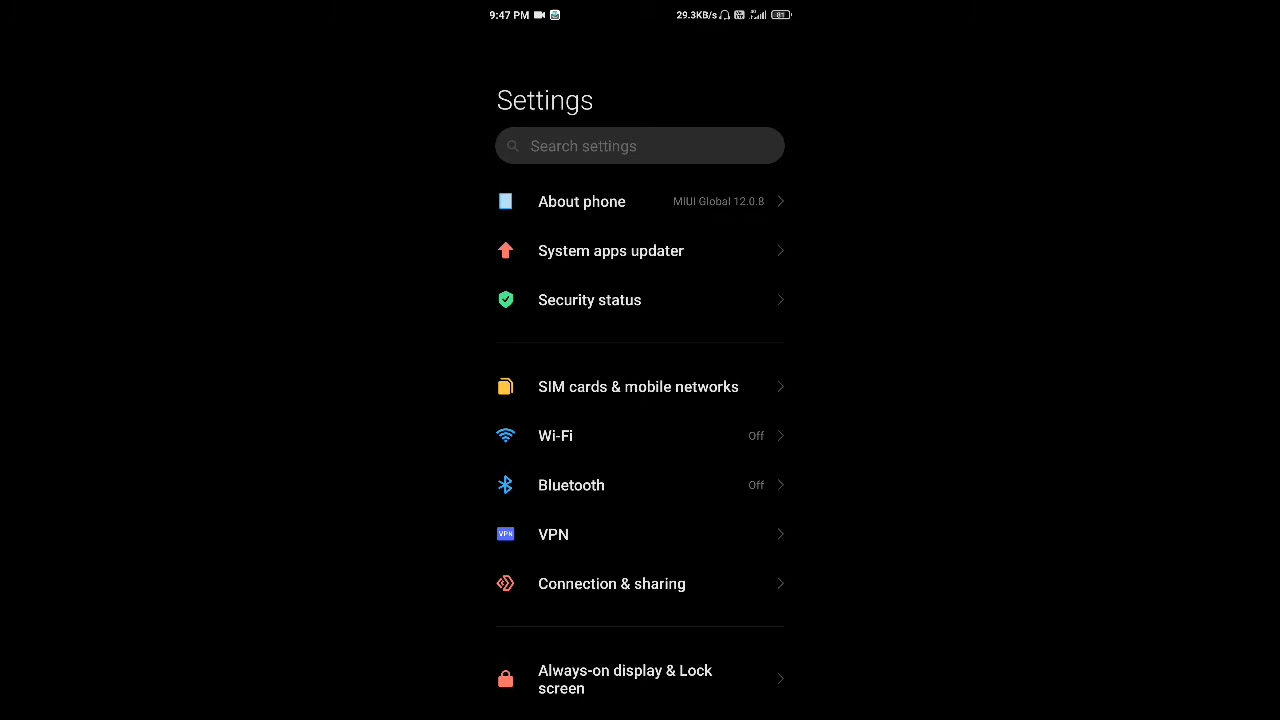 9:47 PM 29.3KB/s
Settings
Search settings
About phone MIUI Global 12.0.8
System apps updater
Security status
SIM cards & mobile networks
Wi-Fi Off
Bluetooth Off
VPN VPN
Connection & sharing
Always-on display & Lock
screen